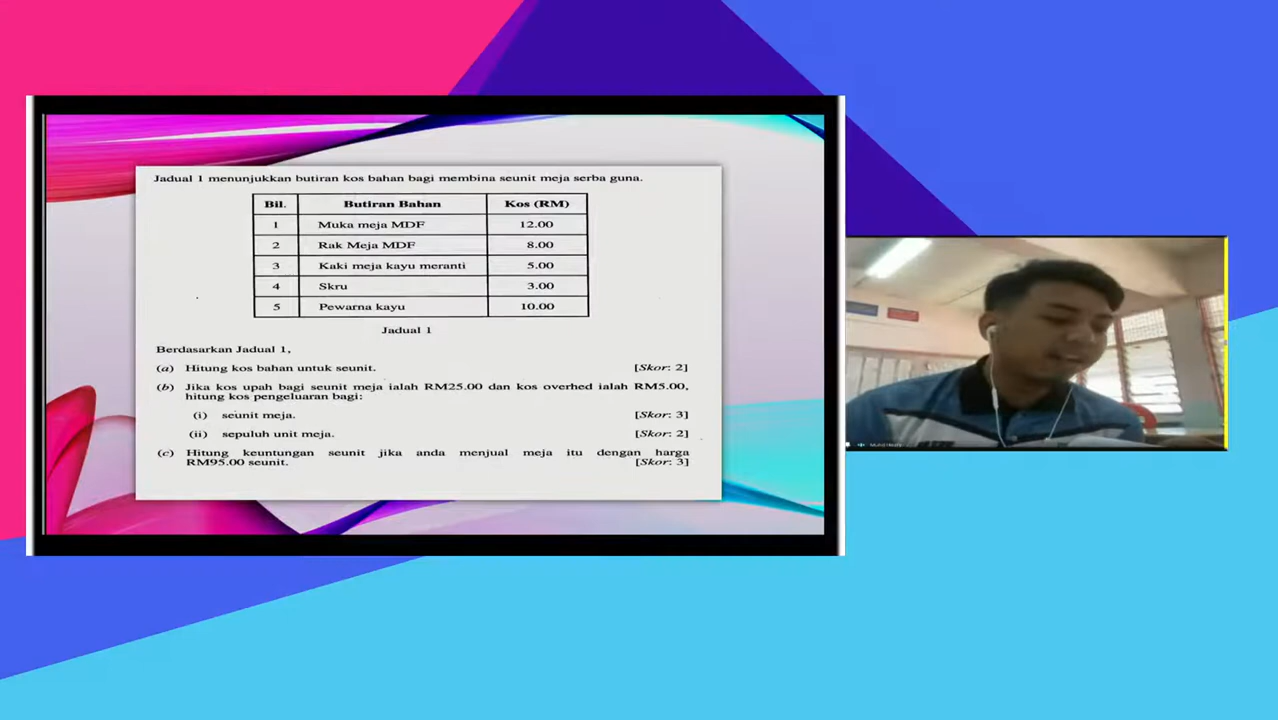 Jadual 1 menunjukkan butiran kos bahan bagi membina seunit meja serba guna.
Bil. Butiran Bahan Kos (RM)
1 Muka meja MDF 12.00
2 Rak Meja MDF 8.00
3 Kaki meja kayu meranti 5.00
4 Skru 3.00
5 Pewarna kayu 10.00
Jadual 1
Berdasarkan Jadual 1,
(a) Hitung kos bahan untuk seunit. [Skor: 2]
(b) Jika kos upah bagi seunit meja ialah RM25.00 dan kos overhed ialah RM5.00,
hitung kos pengeluaran bagi:
(i) seunit meja. [Skor: 3]
(ii) sepuluh unit meja. [Skor: 2]
(c) Hitung keuntungan seunit jika anda menjual meja itu dengan harga
RM95.00 seunit. [Skor: 3]